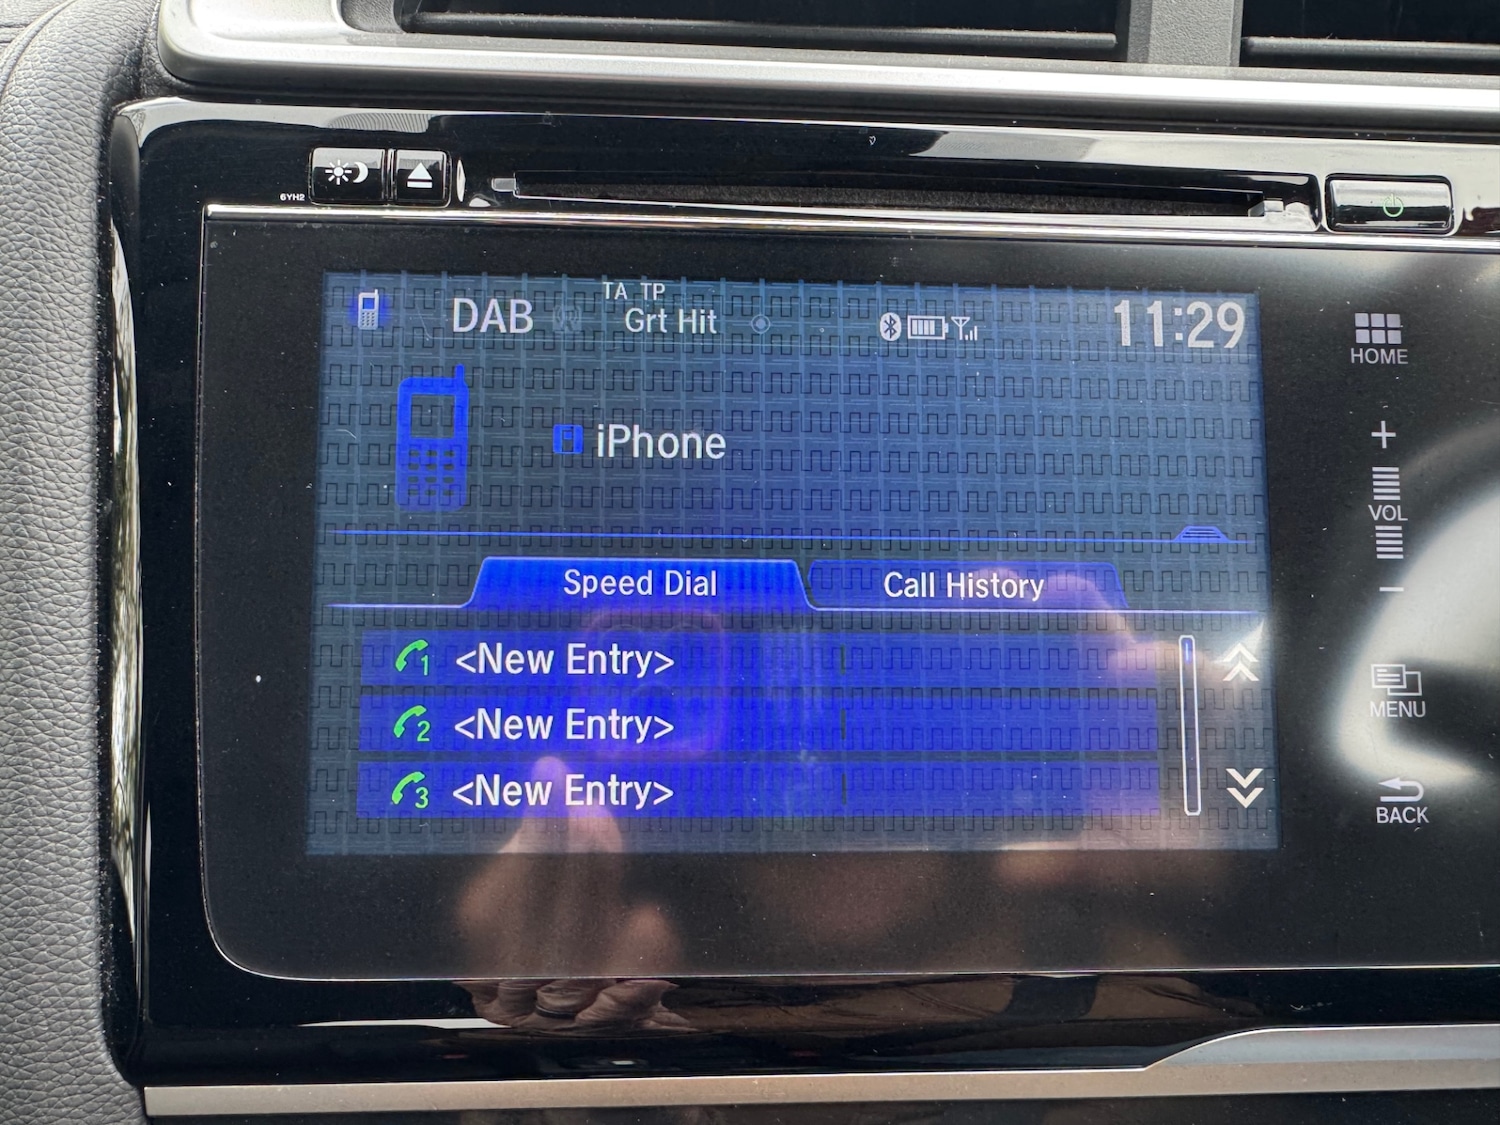 6YH2
TA TP
DAB Grt Hit 11:29
iPhone
Speed Dial Call History
1 <New Entry>
2 <New Entry>
3 <New Entry>
HOME
+
VOL
−
MENU
BACK